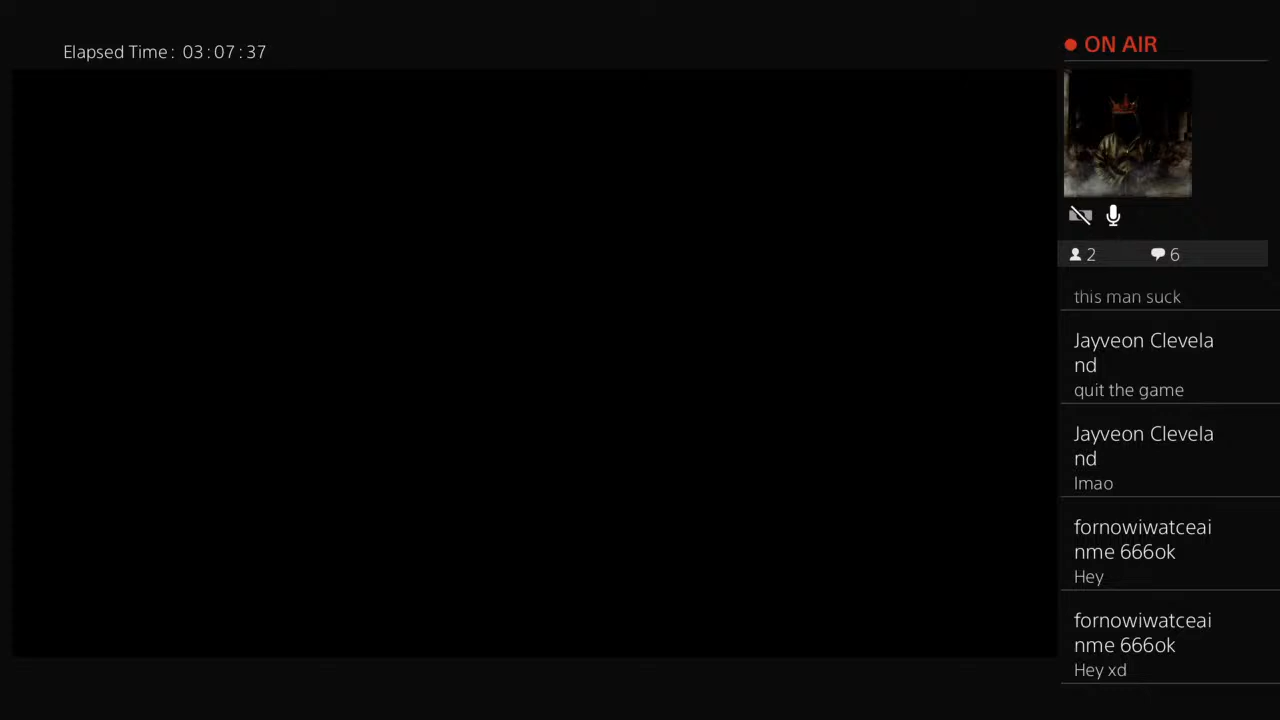 Elapsed Time: 03:07:37
ON AIR
2 6
this man suck
Jayveon Clevela
nd
quit the game
Jayveon Clevela
nd
lmao
fornowiwatceai
nme 666ok
Hey
fornowiwatceai
nme 666ok
Hey xd